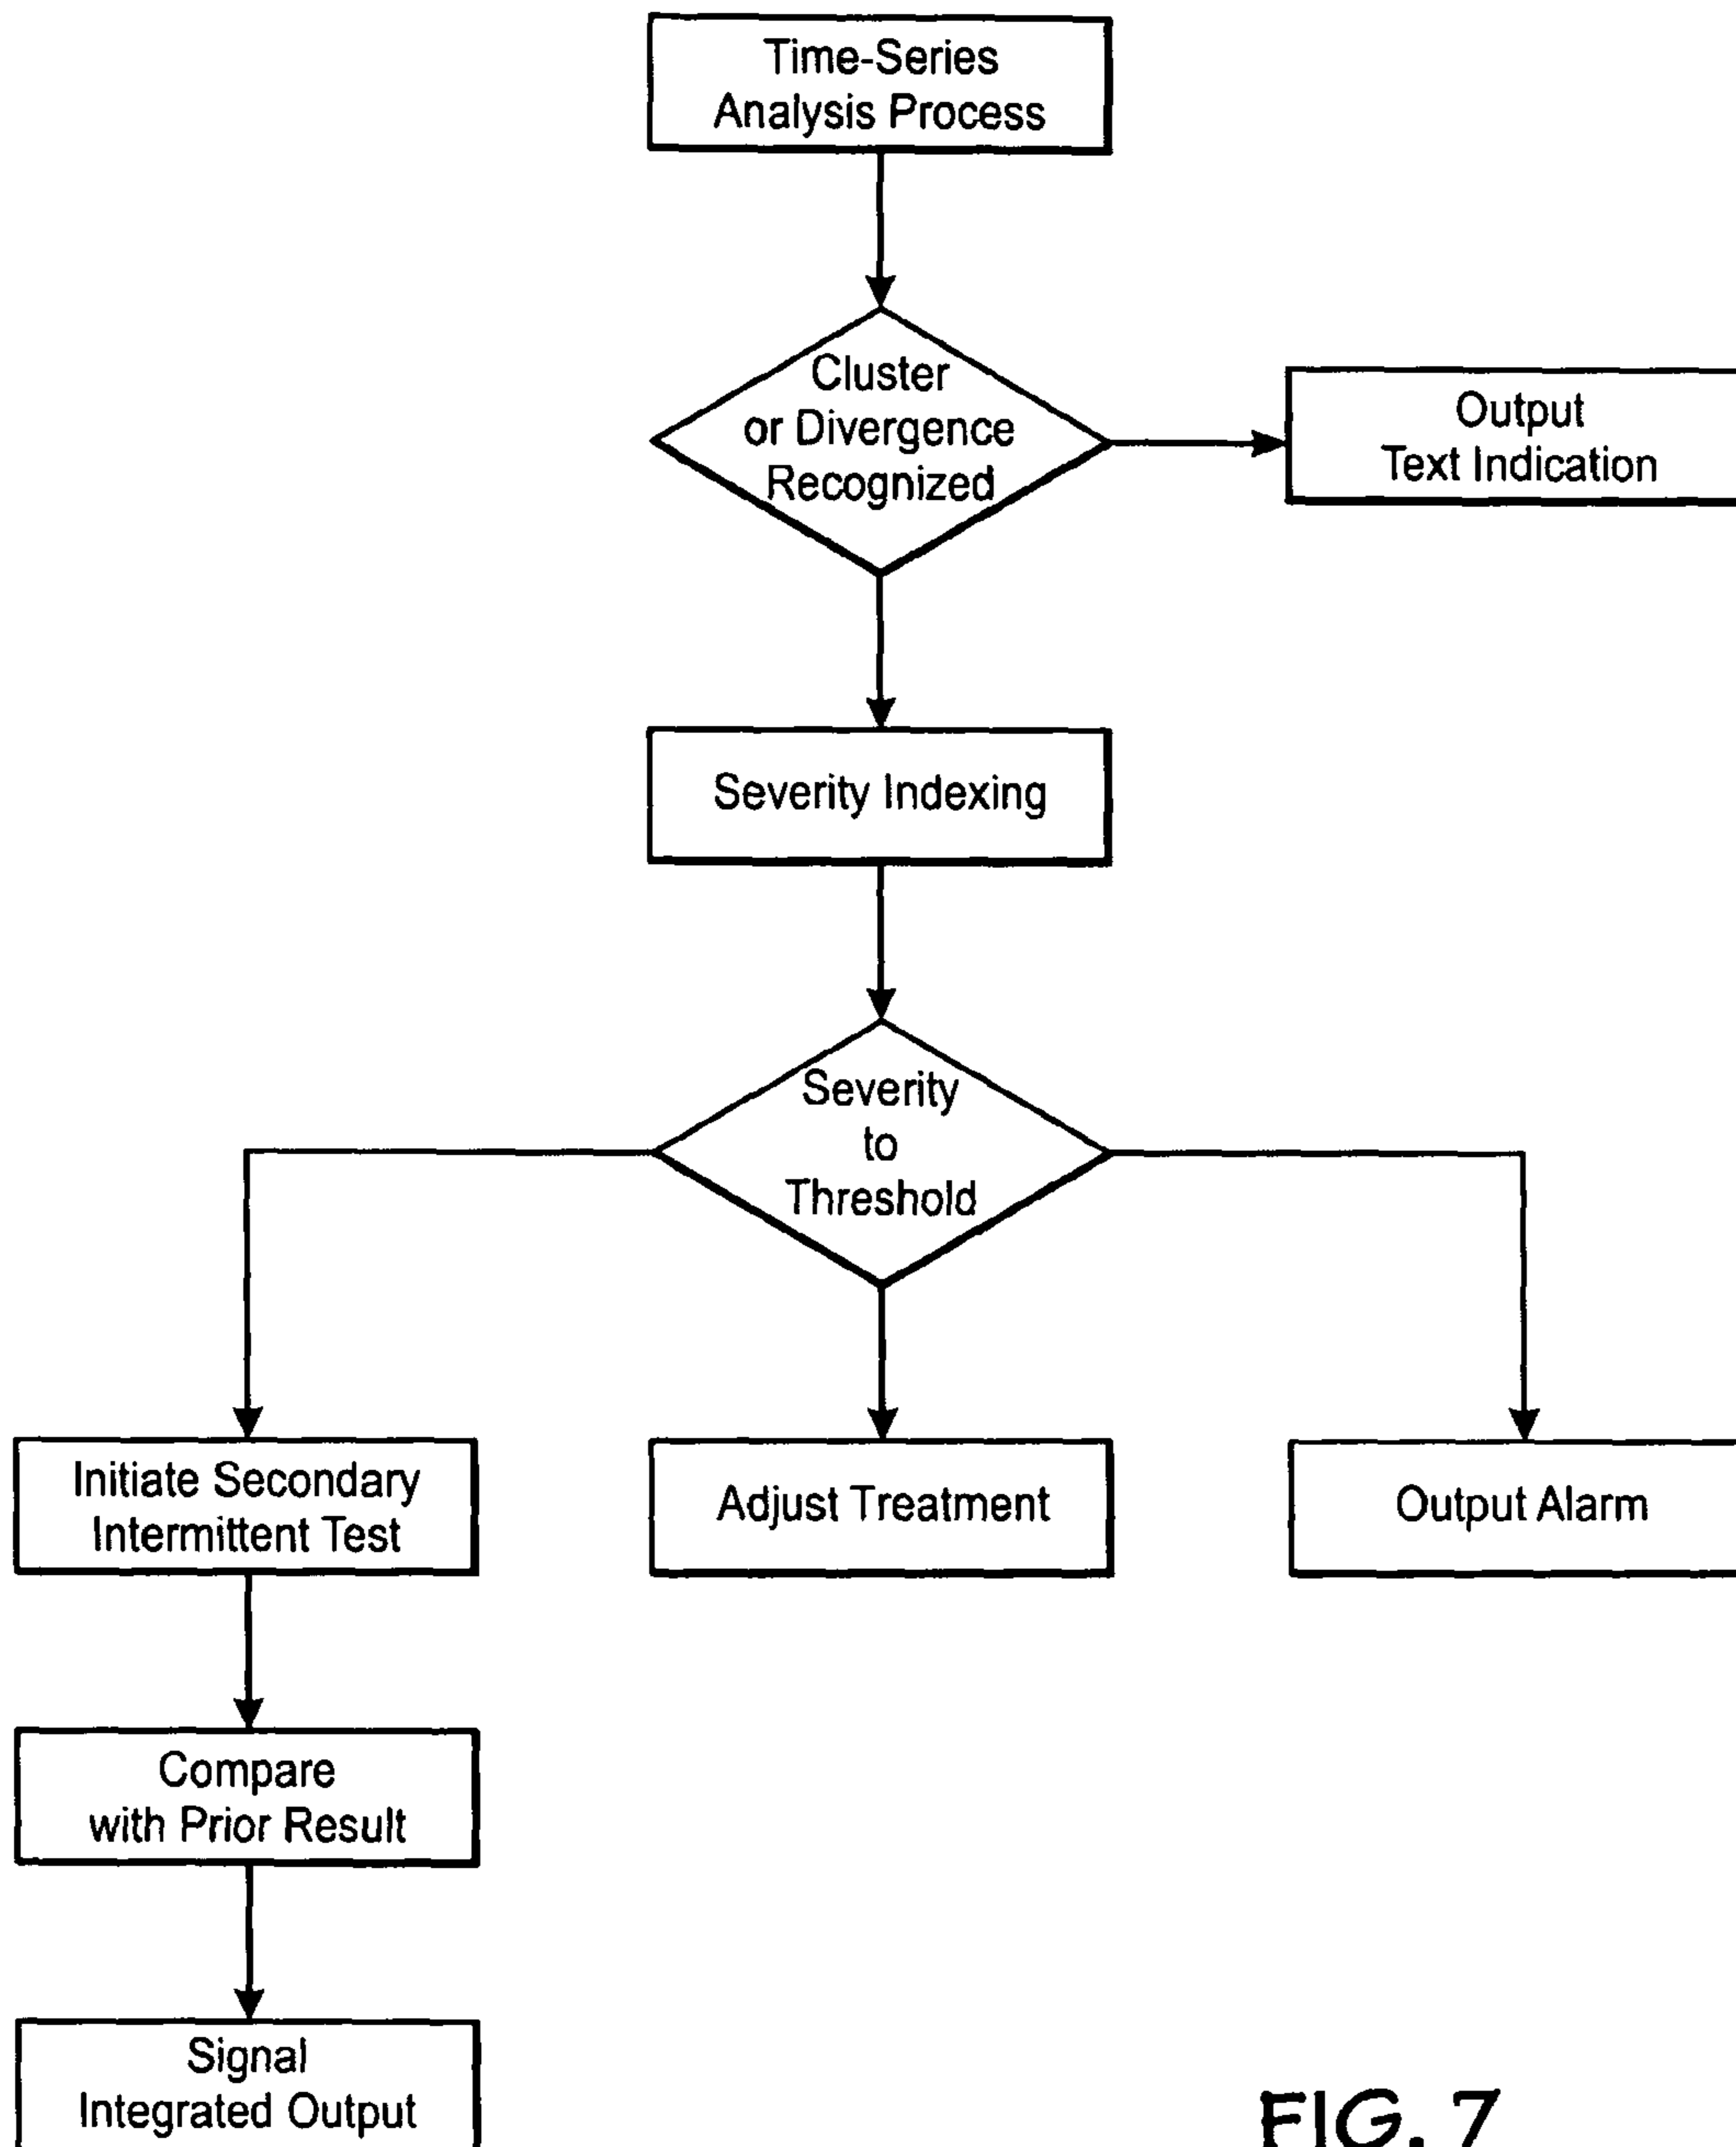 Time-Series
Analysis Process
Cluster
or Divergence
Recognized
Output
Text Indication
Severity Indexing
Severity
to
Threshold
Initiate Secondary
Intermittent Test
Adjust Treatment
Output Alarm
Compare
with Prior Result
Signal
Integrated Output
FIG. 7